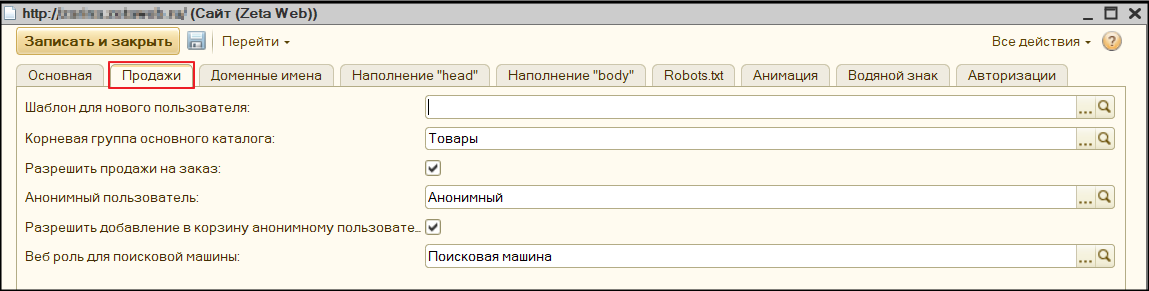 http:// (Сайт (Zeta Web))
Записать и закрыть Перейти Все действия ?
Основная Продажи Доменные имена Наполнение "head" Наполнение "body" Robots.txt Анимация Водяной знак Авторизации
Шаблон для нового пользователя: ...
Корневая группа основного каталога: Товары ...
Разрешить продажи на заказ:
Анонимный пользователь: Анонимный ...
Разрешить добавление в корзину анонимному пользовате...
Веб роль для поисковой машины: Поисковая машина ...